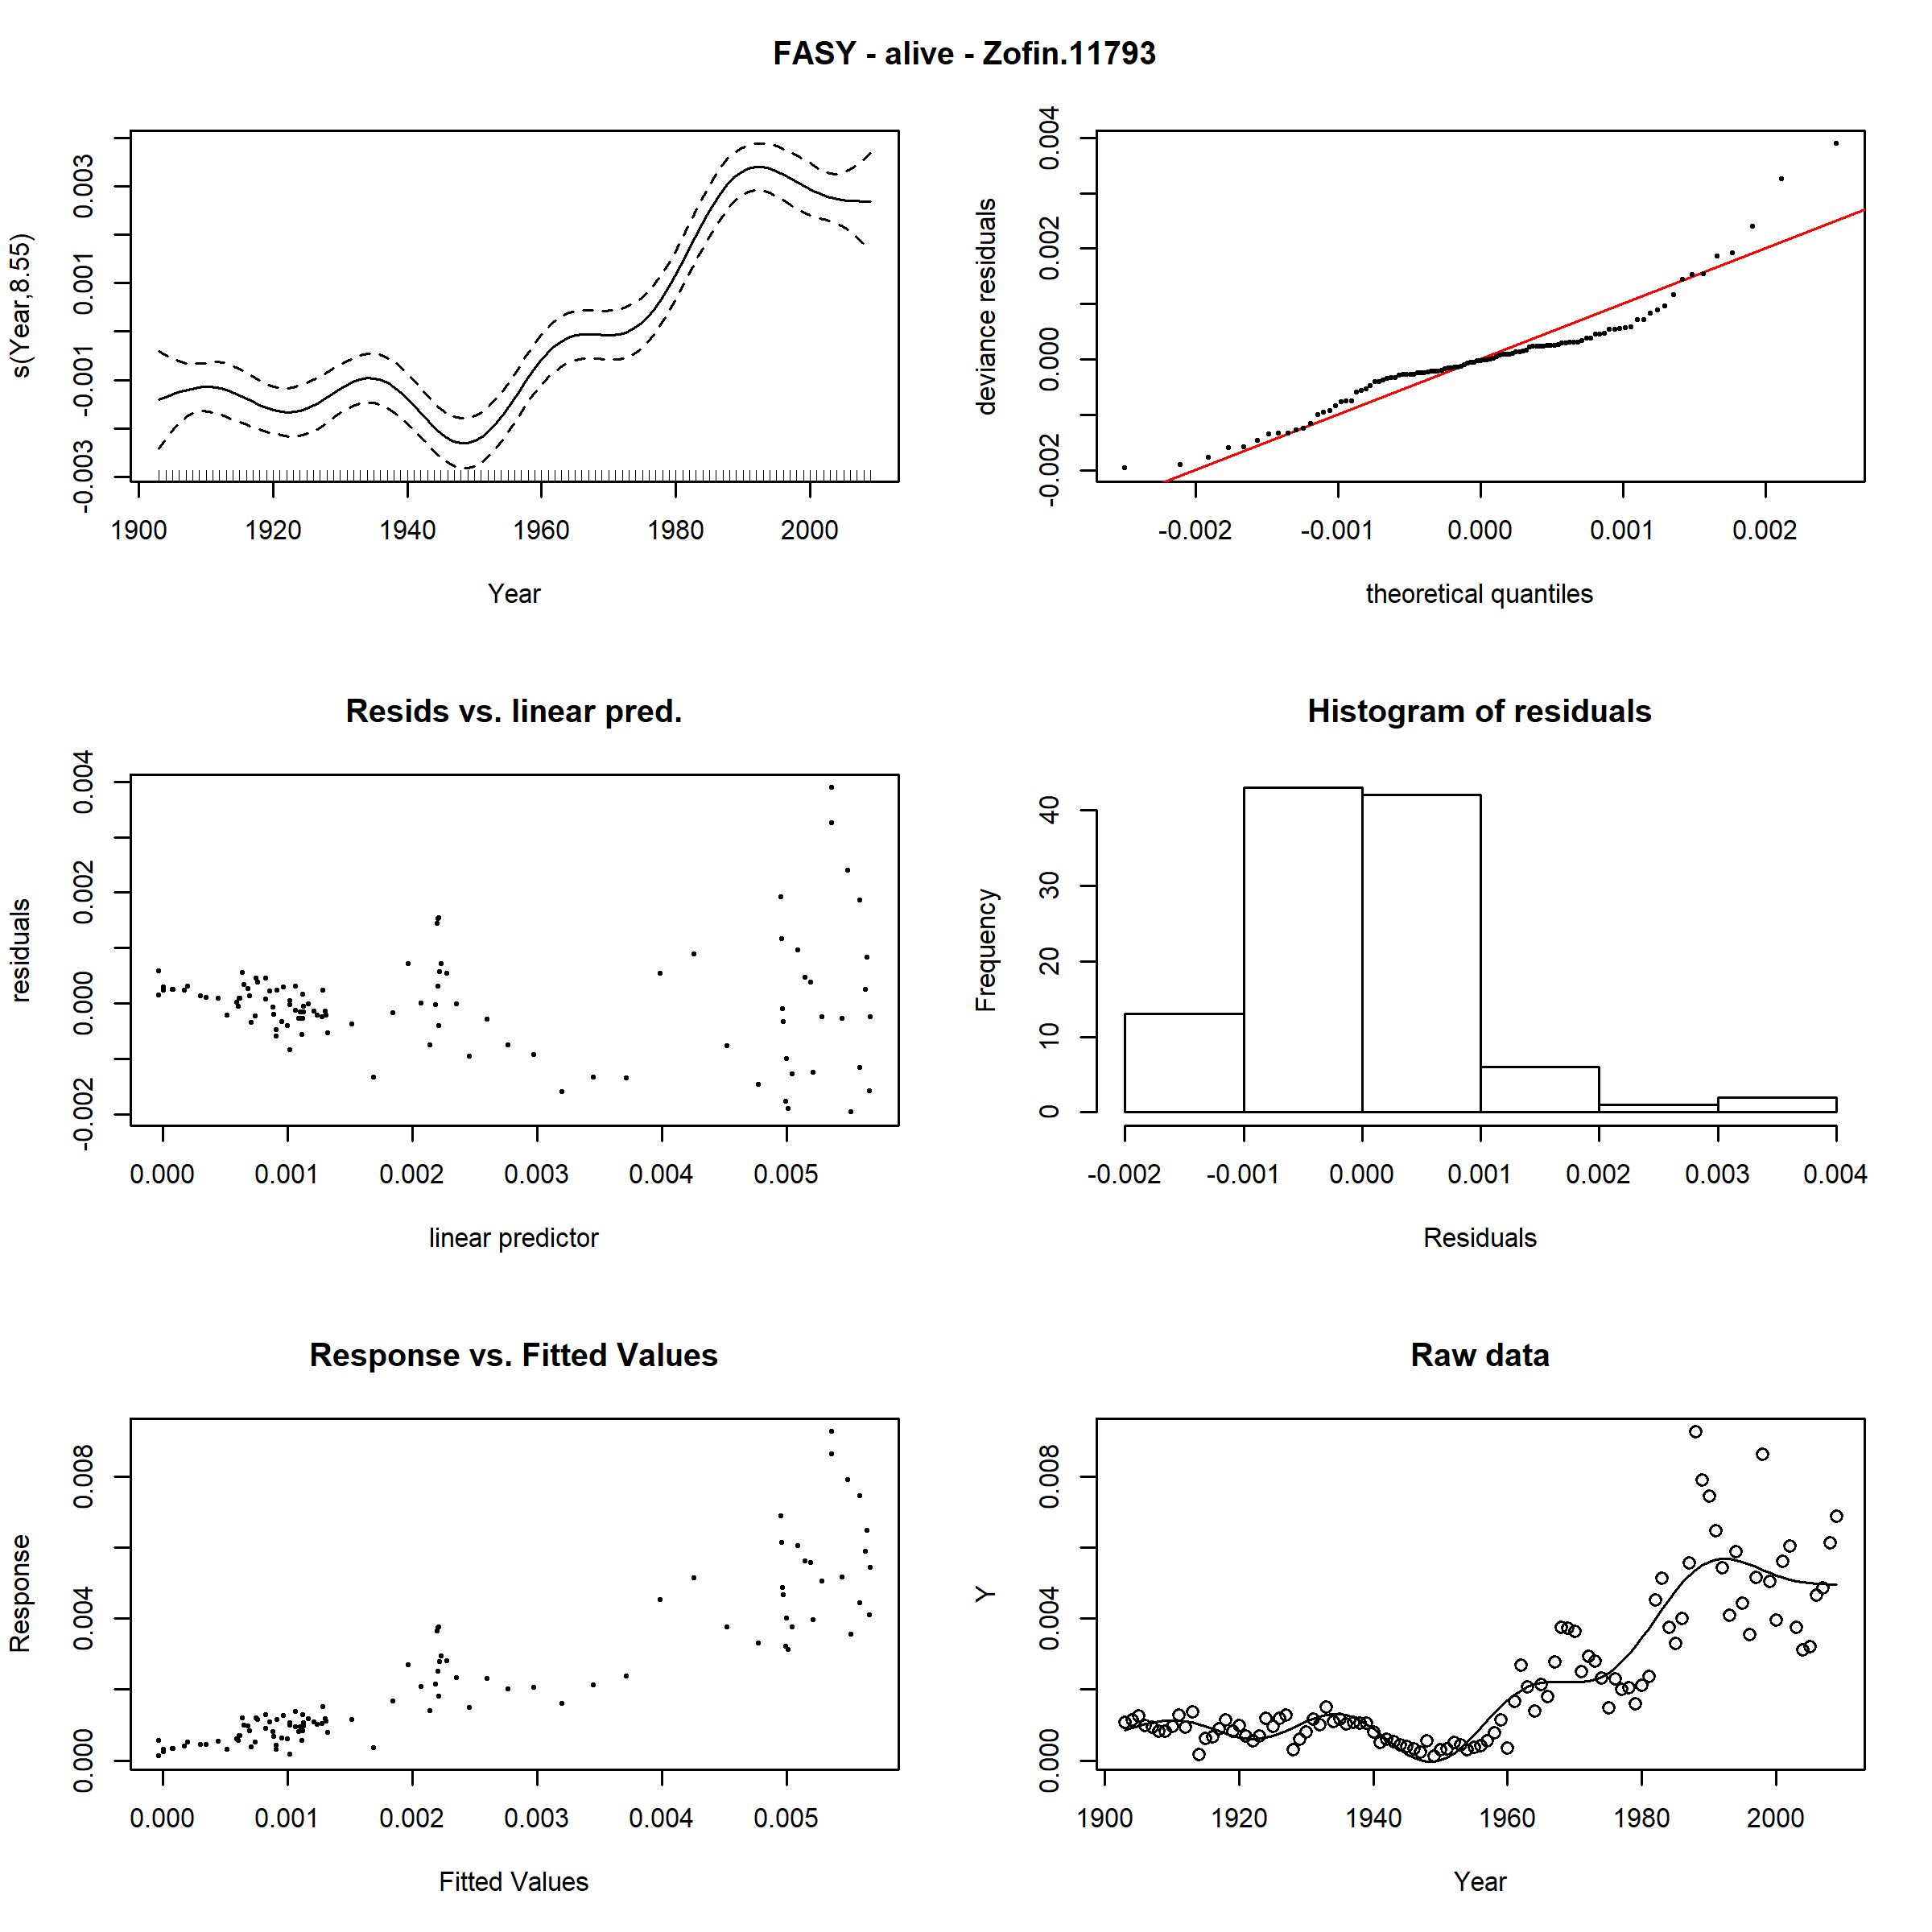 FASY - alive - Zofin.11793
s(Year,8.55)
-0.003 -0.001 0.001 0.003
1900 1920 1940 1960 1980 2000
Year
deviance residuals
-0.002 0.000 0.002 0.004
-0.002 -0.001 0.000 0.001 0.002
theoretical quantiles
Resids vs. linear pred.
residuals
-0.002 0.000 0.002 0.004
0.000 0.001 0.002 0.003 0.004 0.005
linear predictor
Histogram of residuals
Frequency
0 10 20 30 40
-0.002 -0.001 0.000 0.001 0.002 0.003 0.004
Residuals
Response vs. Fitted Values
Response
0.000 0.004 0.008
0.000 0.001 0.002 0.003 0.004 0.005
Fitted Values
Raw data
Y
0.000 0.004 0.008
1900 1920 1940 1960 1980 2000
Year